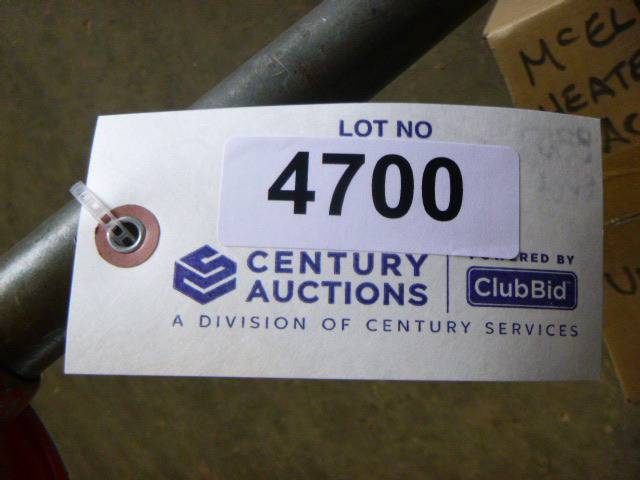 LOT NO
4700
CENTURY
AUCTIONS
POWERED BY
ClubBid
A DIVISION OF CENTURY SERVICES
McEL
HEATE